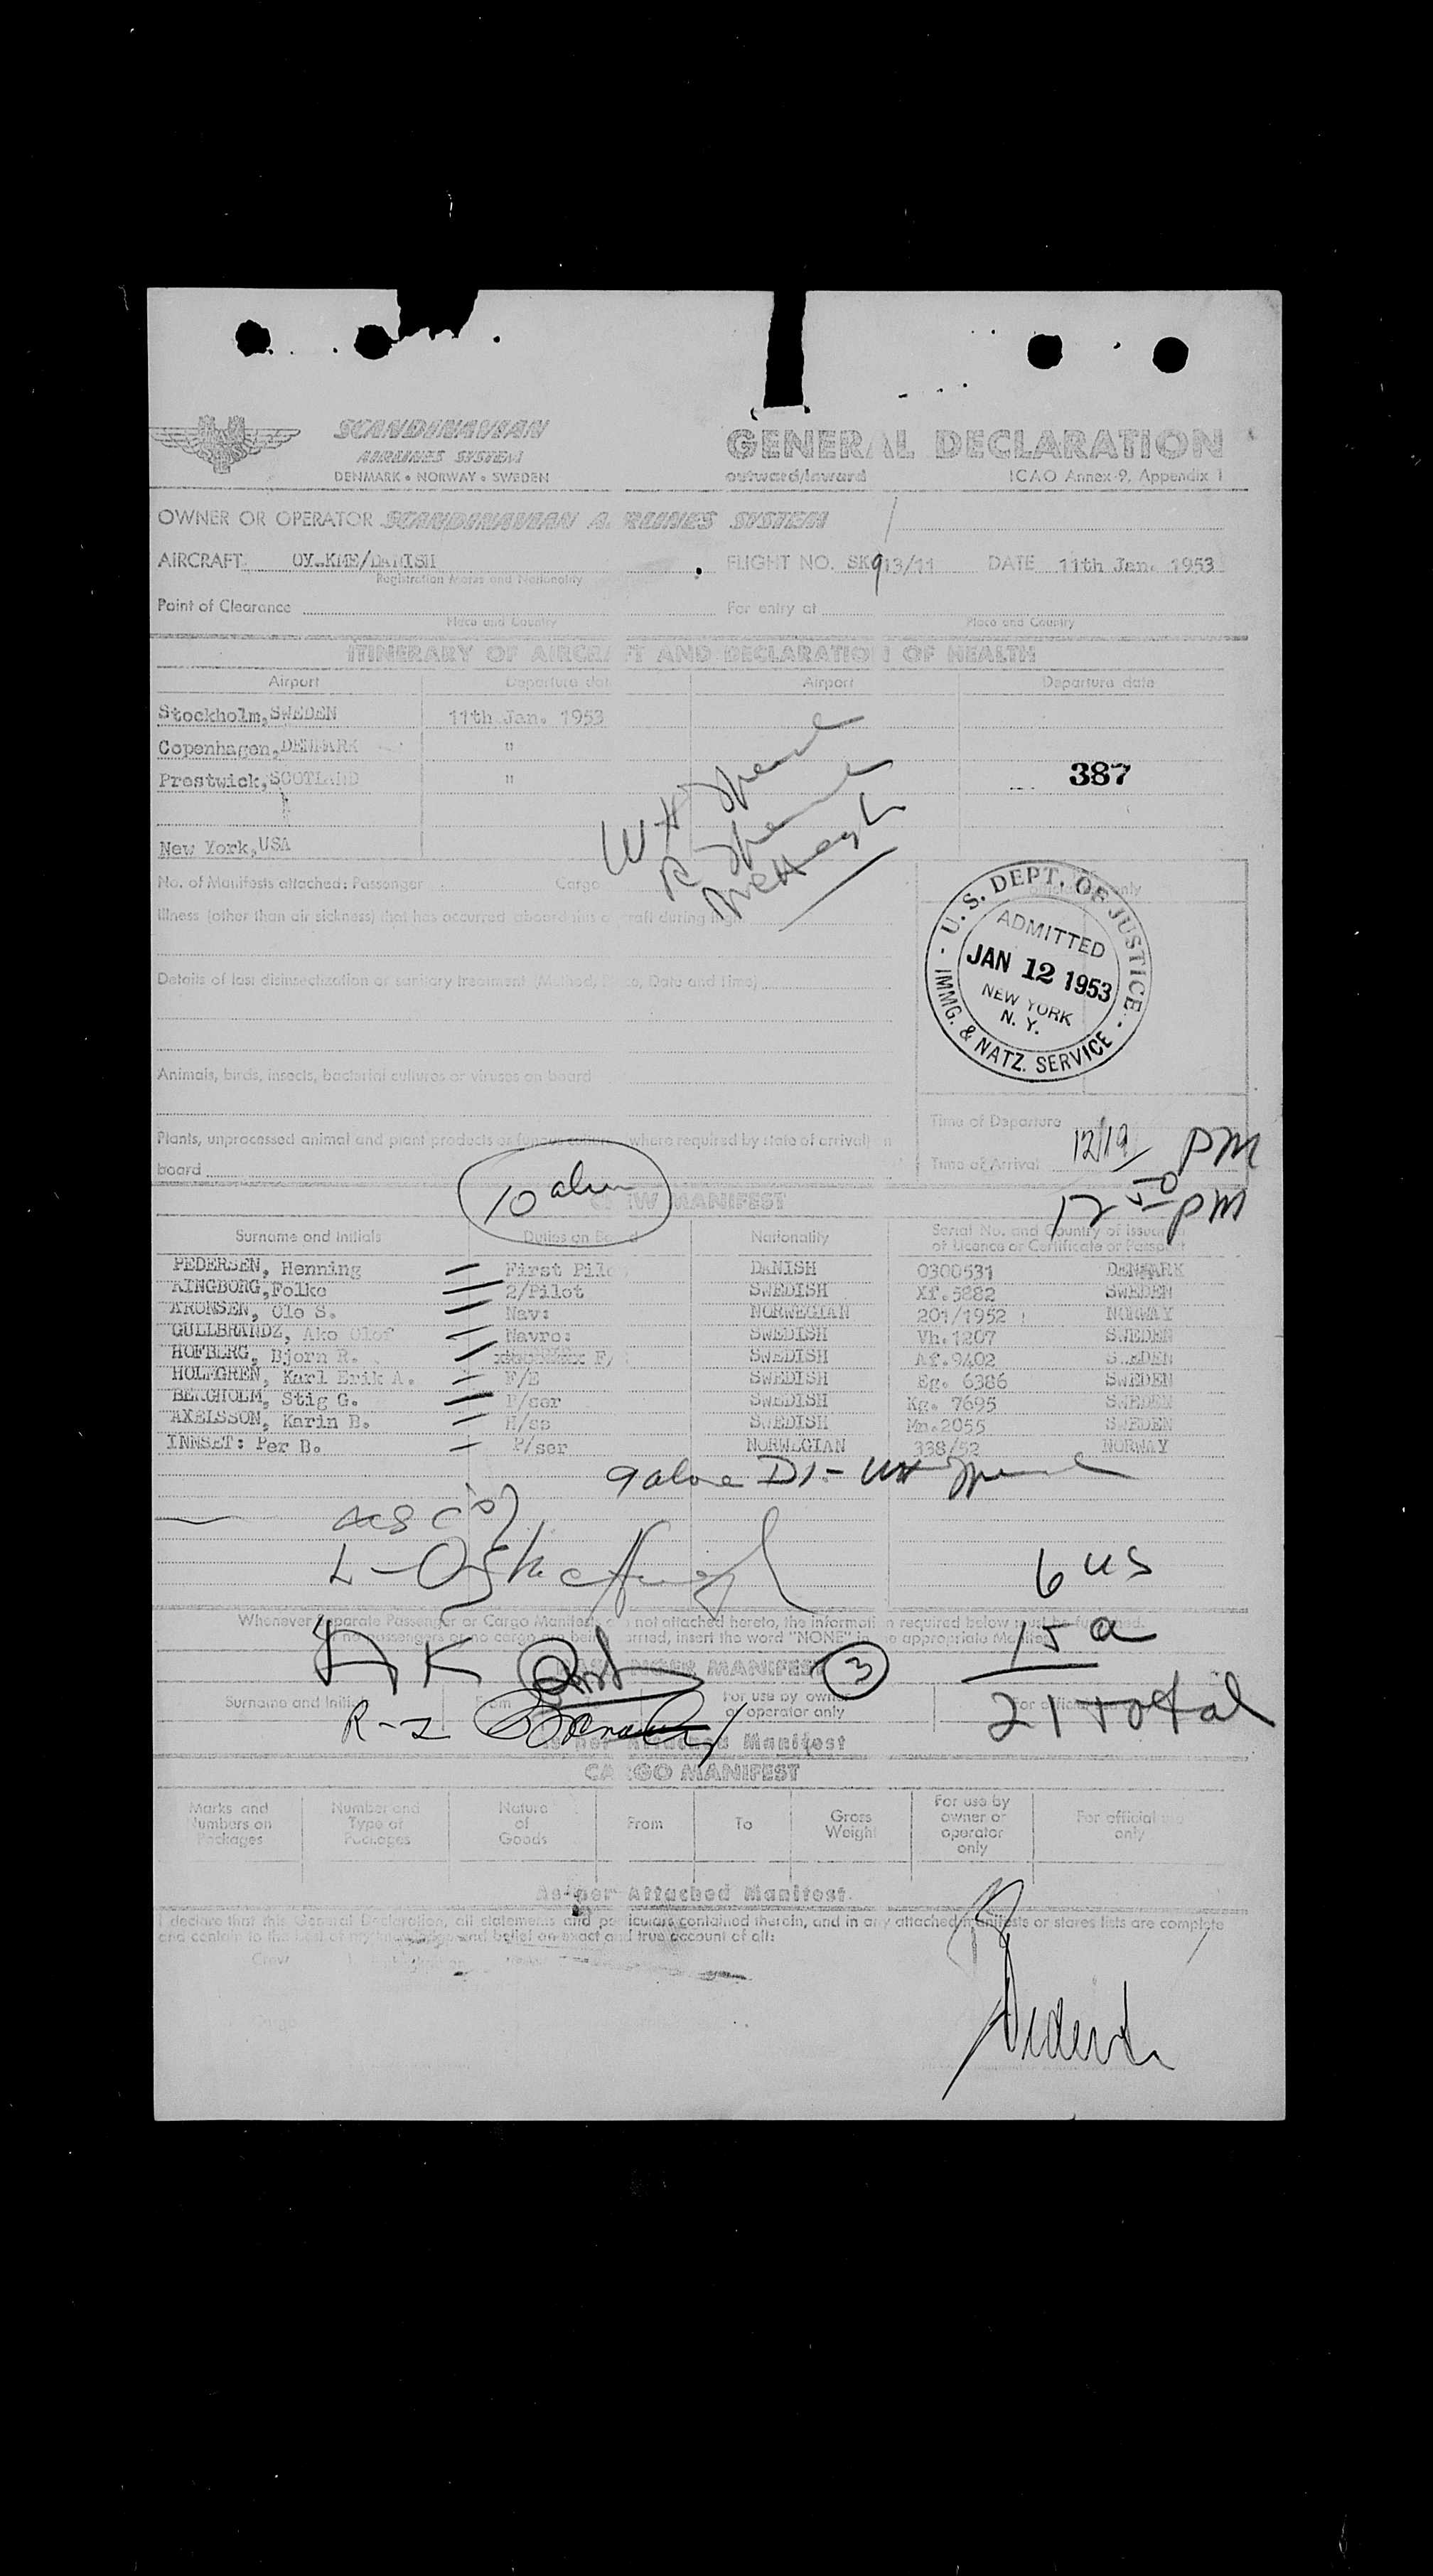 SCANDINAVIAN
AIRLINES SYSTEM
DENMARK • NORWAY • SWEDEN
GENERAL DECLARATION
outward/inward
ICAO Annex-9, Appendix 1
OWNER OR OPERATOR SCANDINAVIAN A RLINES SYSTEM
AIRCRAFT OY-KME/DANISH
Registration Marks and Nationality
FLIGHT NO. SK913/11 DATE 11th Jan. 1953
Point of Clearance
Place and Country
For entry at
Place and Country
ITINERARY OF AIRCRAFT AND DECLARATION OF HEALTH
Airport Departure dat Airport Departure date
Stockholm,SWEDEN 11th Jan. 1953
Copenhagen,DENMARK "
Prestwick,SCOTLAND "
387
New York,USA
No. of Manifests attached: Passenger Cargo
only
Illness (other than air sickness) that has occurred aboard this craft during
Details of last disinsectization or sanitary treatment (Method, Place, Date and time)
U. S. DEPT. OF JUSTICE
ADMITTED
JAN 12 1953
NEW YORK
N. Y.
IMMG. & NATZ. SERVICE
Animals, birds, insects, bacterial cultures or viruses on board
Plants, unprocessed animal and plant products or fungus where required by state of arrival) on
board
Time of Departure
Time of Arrival 1219 PM
12 50 PM
10
CREW MANIFEST
Surname and Initials Duties on Board Nationality Serial No. and Country of issuance
of Licence or Certificate or Passport
PEDERSEN, Henning First Pilo DANISH 0300531 DENMARK
KINGBORG,Folke 2/Pilot SWEDISH Xf.5882 SWEDEN
ARONSEN, Olo S. Nav: NORWEGIAN 201/1952 NORWAY
GULLBRANDZ, Ake Olof Navro: SWEDISH Vh.1207 SWEDEN
HOFBERG, Bjorn R. F/ SWEDISH Af.9402 SWEDEN
HOLMGREN, Karl Erik A. F/E SWEDISH Eg. 6386 SWEDEN
BERGHOLM, Stig G. P/ser SWEDISH Kg. 7695 SWEDEN
AXELSSON, Karin B. H/ss SWEDISH Mn.2055 SWEDEN
INNSET: Per B. P/ser NORWEGIAN 338/52 NORWAY
6 US
15 a
21 total
Whenever Separate Passenger or Cargo Manifests are not attached hereto, the information required below must be furnished.
no passengers or no cargo are being carried, insert the word "NONE" in the appropriate Manifest
PASSENGER MANIFEST
3
Surname and Initials From For use by owner
or operator only For official
As per Attached Manifest
CARGO MANIFEST
Marks and
Numbers on
Packages
Number and
Type of
Packages
Nature
of
Goods
From
To
Gross
Weight
For use by
owner or
operator
only
For official use
only
As per Attached Manifest.
I declare that this General Declaration, all statements and particulars contained therein, and in any attached manifests or stores lists are complete
and contain to the best of my knowledge and belief an exact and true account of all:
Crew
Cargo